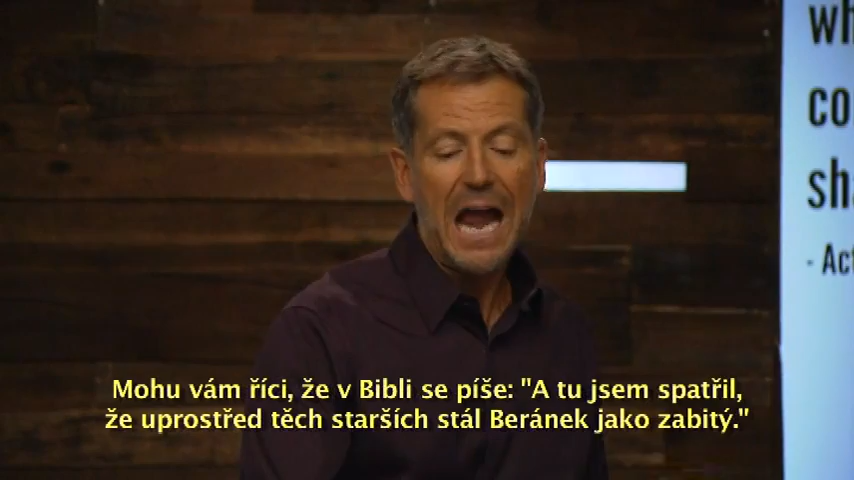 wh
co
sh
- Act
Mohu vám říci, že v Bibli se píše: "A tu jsem spatřil,
že uprostřed těch starších stál Beránek jako zabitý."